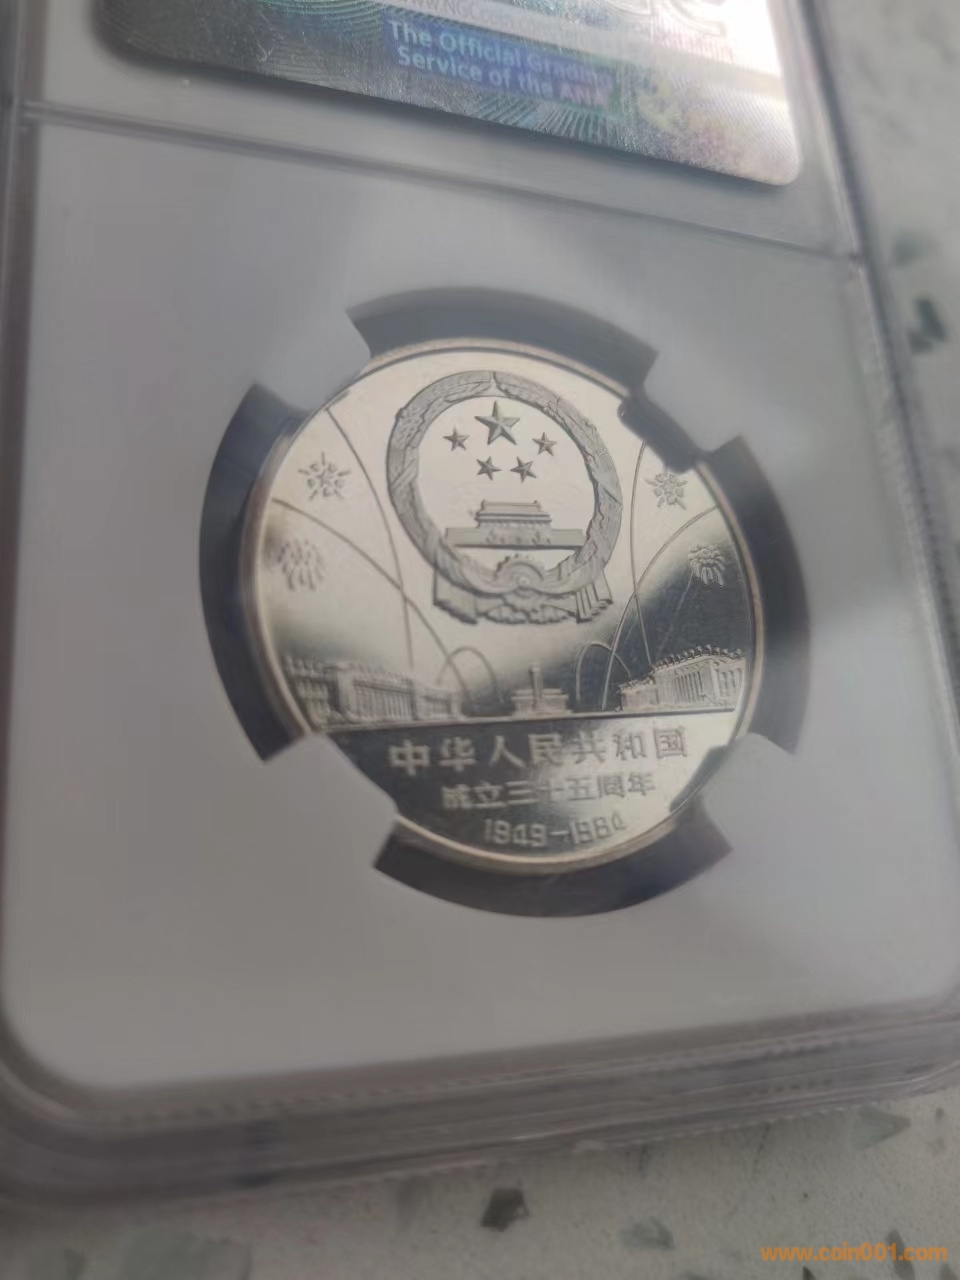 The Official Grading
Service of the ANA
中华人民共和国
成立三十五周年
1949-1984
www.coin001.com